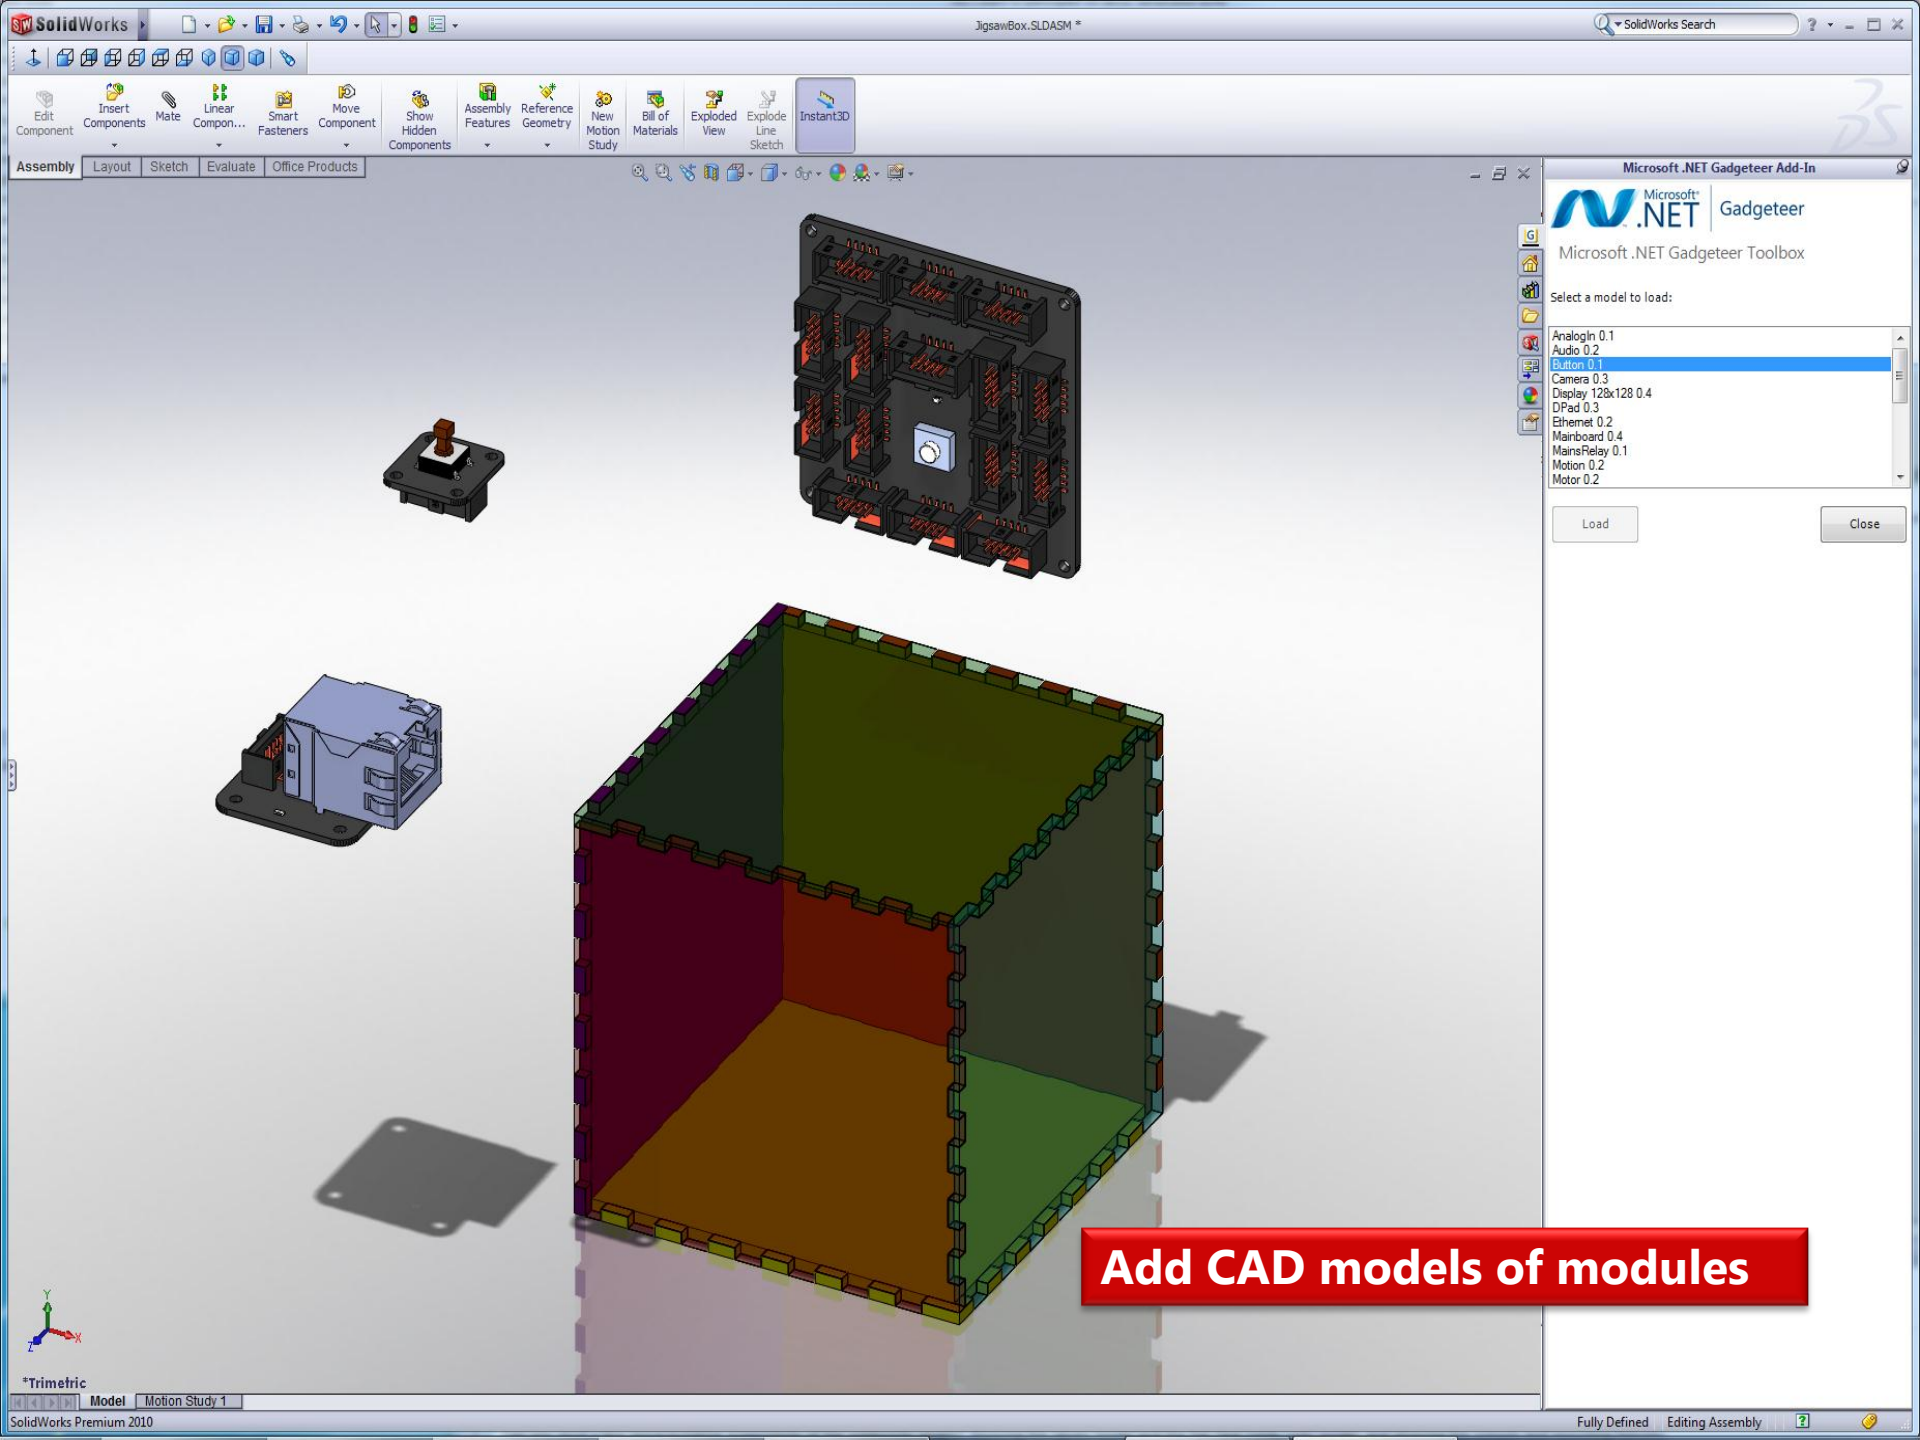 SolidWorks
JigsawBox.SLDASM *
SolidWorks Search
?
Edit Component
Insert Components
Mate
Linear Compon...
Smart Fasteners
Move Component
Show Hidden Components
Assembly Features
Reference Geometry
New Motion Study
Bill of Materials
Exploded View
Explode Line Sketch
Instant3D
Assembly
Layout
Sketch
Evaluate
Office Products
Microsoft .NET Gadgeteer Add-In
Microsoft
.NET
Gadgeteer
Microsoft .NET Gadgeteer Toolbox
Select a model to load:
AnalogIn 0.1
Audio 0.2
Button 0.1
Camera 0.3
Display 128x128 0.4
DPad 0.3
Ethernet 0.2
Mainboard 0.4
MainsRelay 0.1
Motion 0.2
Motor 0.2
Load
Close
G
Add CAD models of modules
Y
X
Z
*Trimetric
Model
Motion Study 1
SolidWorks Premium 2010
Fully Defined
Editing Assembly
?